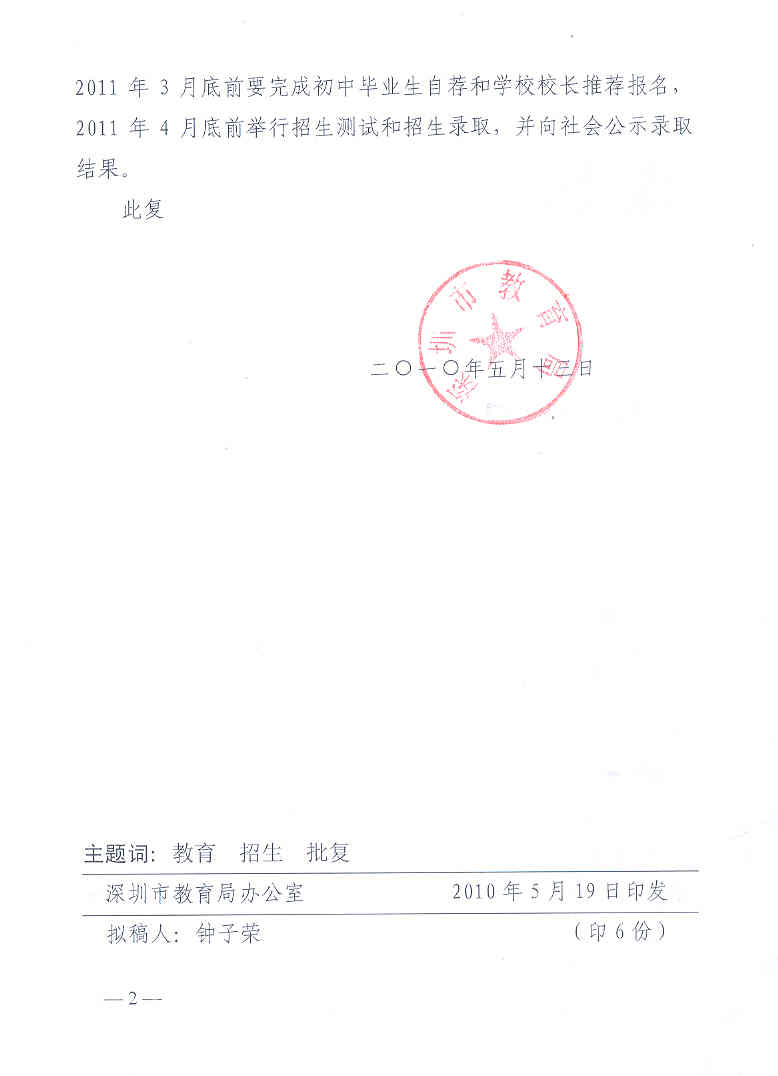 2011 年 3 月底前要完成初中毕业生自荐和学校校长推荐报名，
2011 年 4 月底前举行招生测试和招生录取，并向社会公示录取
结果。
此复
深圳市教育局
二〇一〇年五月十三日
主题词：教育 招生 批复
深圳市教育局办公室 2010 年 5 月 19 日印发
拟稿人：钟子荣 （印 6 份）
—2—